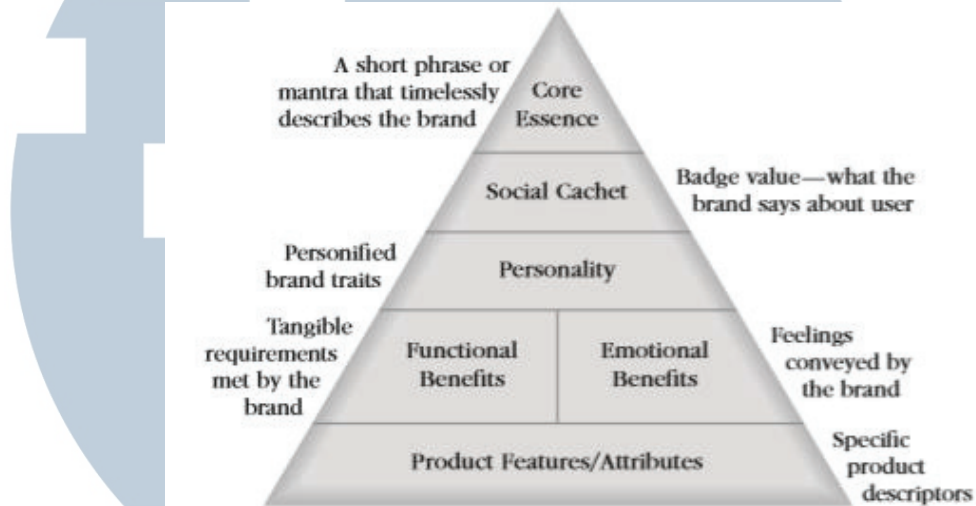 A short phrase or
mantra that timelessly
describes the brand
Core
Essence
Social Cachet
Badge value—what the
brand says about user
Personified
brand traits
Personality
Tangible
requirements
met by the
brand
Functional
Benefits
Emotional
Benefits
Feelings
conveyed by
the brand
Product Features/Attributes
Specific
product
descriptors